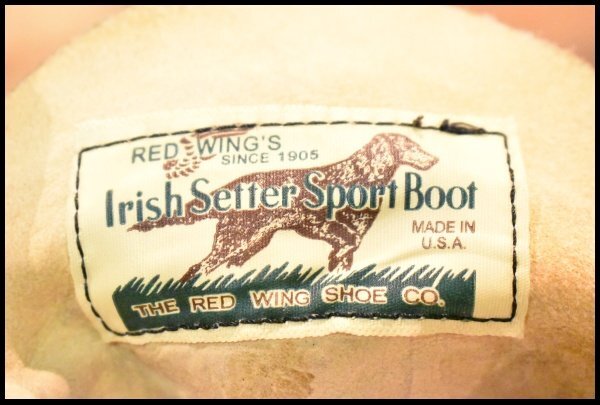 RED WING'S
SINCE 1905
Irish Setter Sport Boot
MADE IN
U.S.A.
THE RED WING SHOE CO.